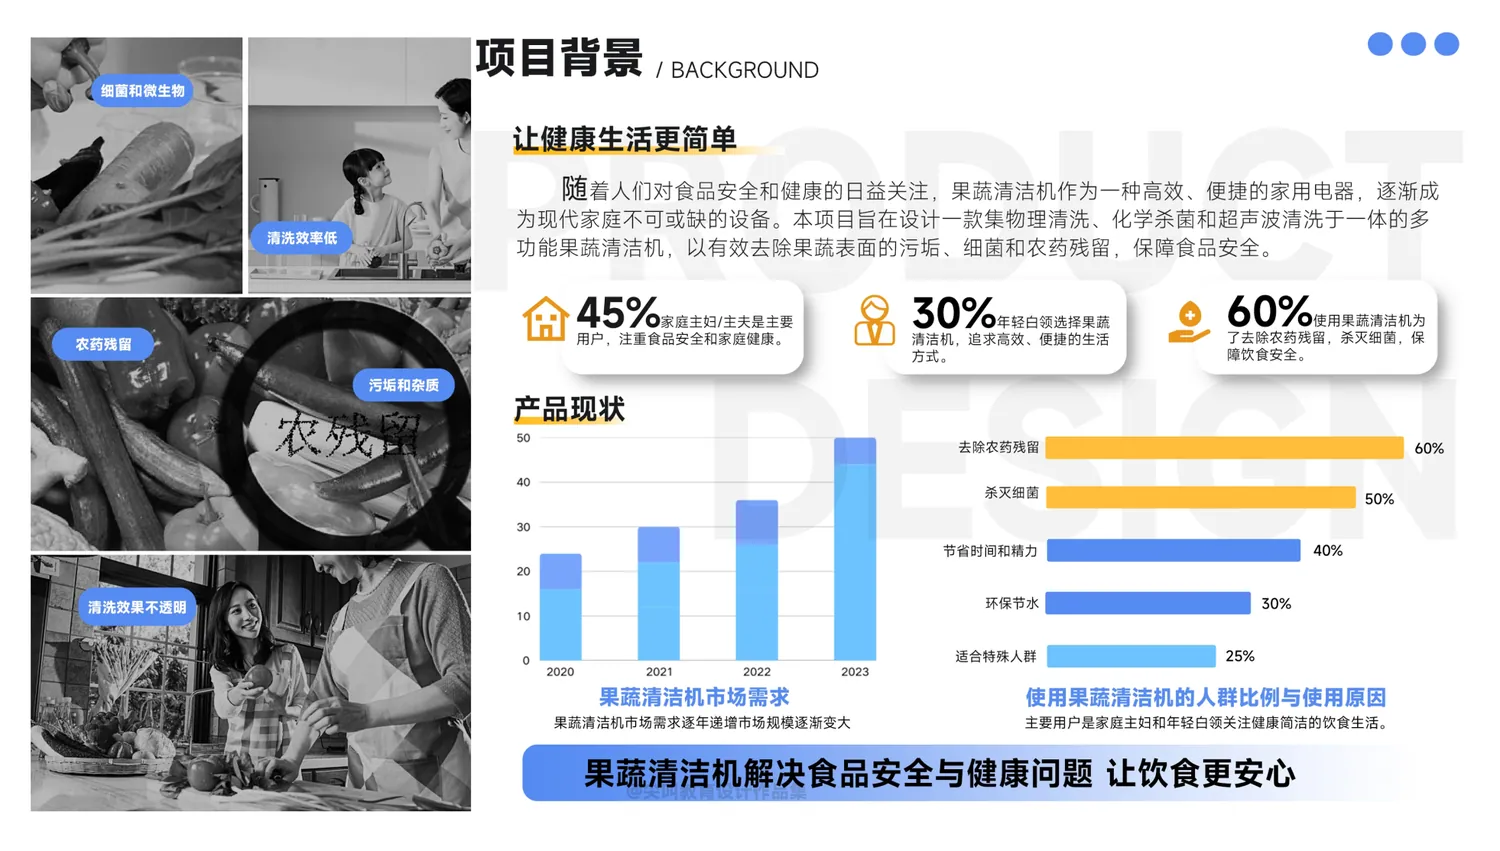 项目背景 / BACKGROUND
PRODUCT
DESIGN
细菌和微生物
清洗效率低
农药残留
污垢和杂质
农残留
清洗效果不透明
让健康生活更简单
随着人们对食品安全和健康的日益关注，果蔬清洁机作为一种高效、便捷的家用电器，逐渐成
为现代家庭不可或缺的设备。本项目旨在设计一款集物理清洗、化学杀菌和超声波清洗于一体的多
功能果蔬清洁机，以有效去除果蔬表面的污垢、细菌和农药残留，保障食品安全。
45%家庭主妇/主夫是主要
用户，注重食品安全和家庭健康。
30%年轻白领选择果蔬
清洁机，追求高效、便捷的生活
方式。
60%使用果蔬清洁机为
了去除农药残留，杀灭细菌，保
障饮食安全。
产品现状
50
40
30
20
10
0
2020 2021 2022 2023
果蔬清洁机市场需求
果蔬清洁机市场需求逐年递增市场规模逐渐变大
去除农药残留 60%
杀灭细菌 50%
节省时间和精力 40%
环保节水 30%
适合特殊人群 25%
使用果蔬清洁机的人群比例与使用原因
主要用户是家庭主妇和年轻白领关注健康简洁的饮食生活。
果蔬清洁机解决食品安全与健康问题 让饮食更安心